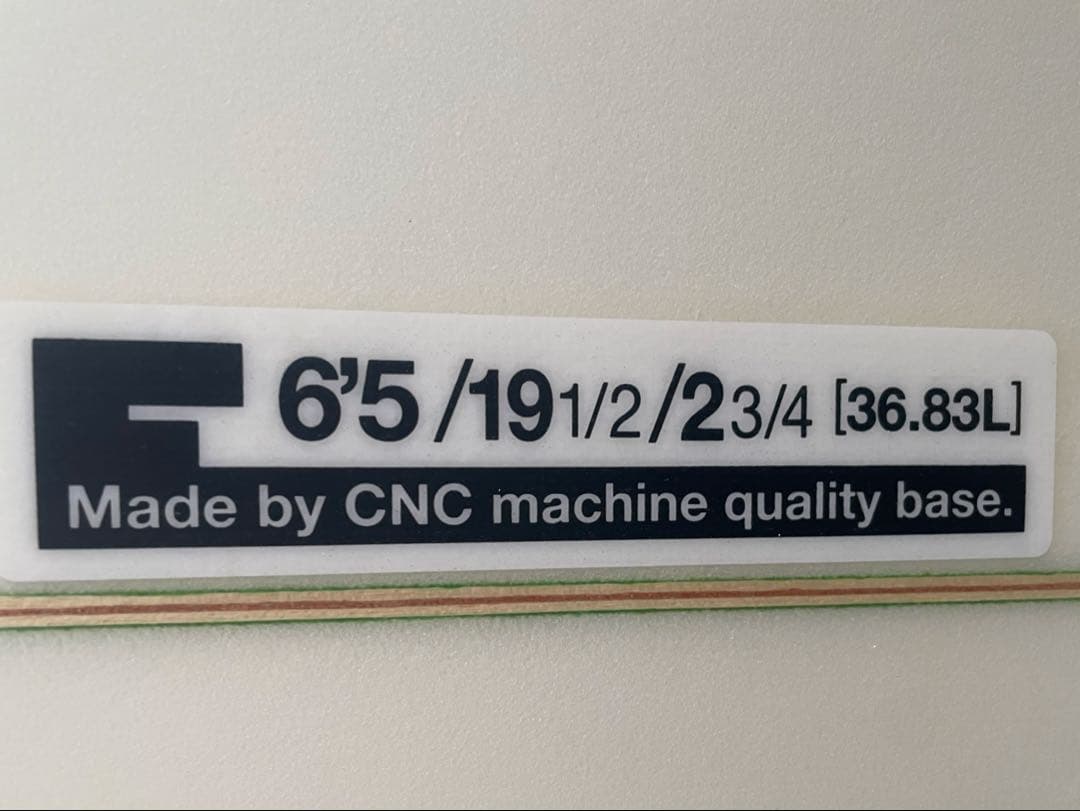 6’5 /19 1/2 /2 3/4 [36.83L]
Made by CNC machine quality base.